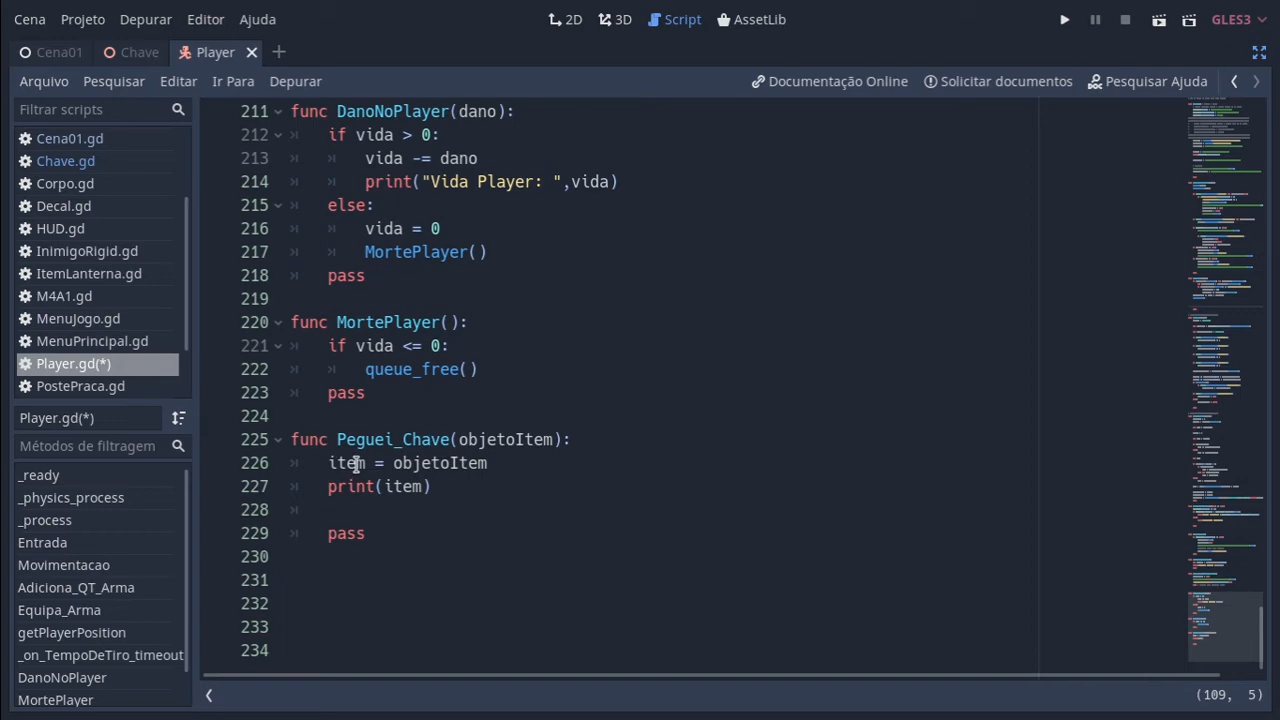 Cena Projeto Depurar Editor Ajuda 2D 3D Script AssetLib GLES3
Cena01 Chave Player
Arquivo Pesquisar Editar Ir Para Depurar Documentação Online Solicitar documentos Pesquisar Ajuda
Filtrar scripts
Cena01.gd
Chave.gd
Corpo.gd
Decal.gd
HUD.gd
Inimigo_3d.gd
ItemLanterna.gd
M4A1.gd
MenuJogo.gd
MenuPrincipal.gd
Player.gd(*)
PostePraca.gd
Player.gd(*)
Método de filtragem
_ready
_physics_process
_process
Entrada
Movimentacao
Adiciona_QT_Arma
Equipa_Arma
getPlayerPosition
_on_TempoDeTiro_timeout
DanoNoPlayer
MortePlayer
211 func DanoNoPlayer(dano):
212 if vida > 0:
213 vida -= dano
214 print("Vida Player: ",vida)
215 else:
216 vida = 0
217 MortePlayer()
218 pass
219
220 func MortePlayer():
221 if vida <= 0:
222 queue_free()
223 pass
224
225 func Peguei_Chave(objetoItem):
226 item = objetoItem
227 print(item)
228
229 pass
230
231
232
233
234
(109, 5)